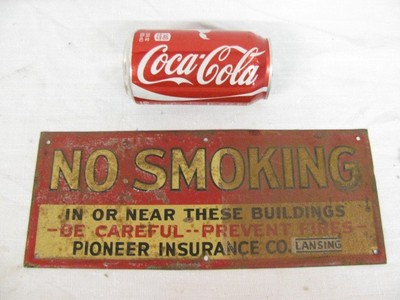 Coca-Cola
NO SMOKING
IN OR NEAR THESE BUILDINGS
-BE CAREFUL--PREVENT FIRES-
PIONEER INSURANCE CO. LANSING